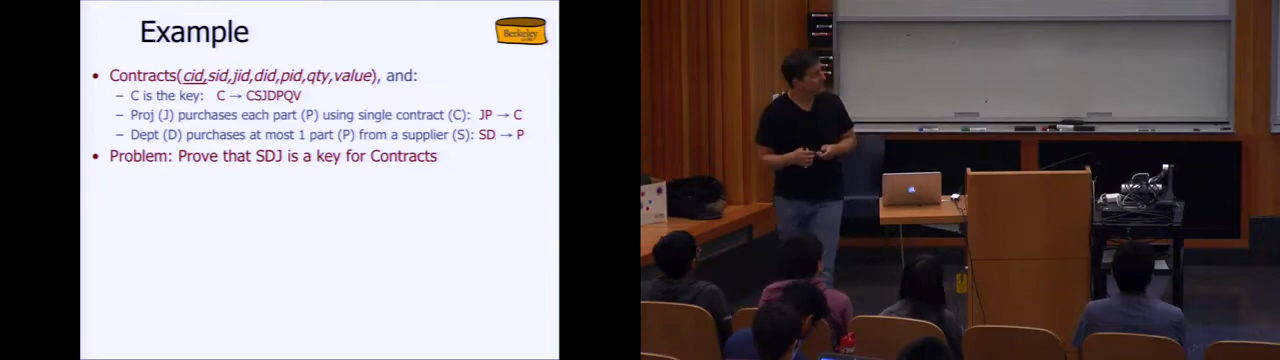 Example
Berkeley
• Contracts(cid,sid,jid,did,pid,qty,value), and:
– C is the key: C → CSJDPQV
– Proj (J) purchases each part (P) using single contract (C): JP → C
– Dept (D) purchases at most 1 part (P) from a supplier (S): SD → P
• Problem: Prove that SDJ is a key for Contracts